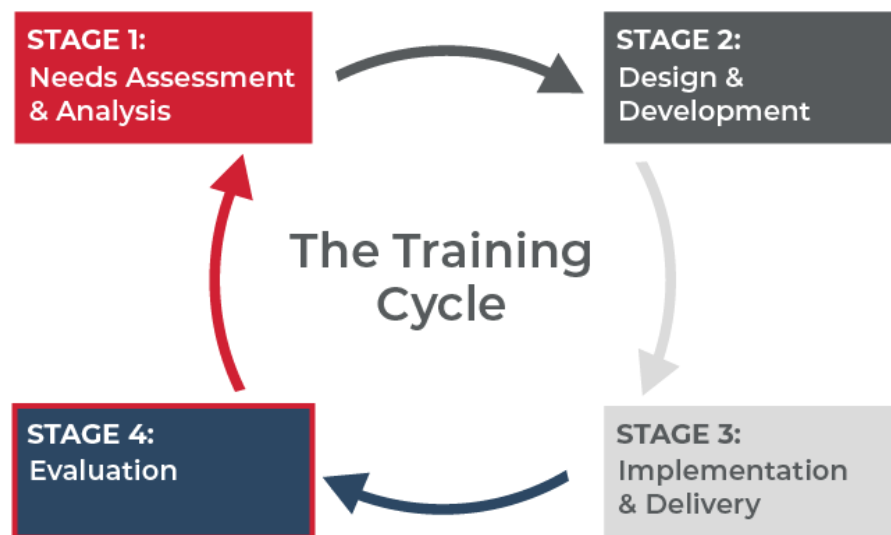 STAGE 1:
Needs Assessment
& Analysis
STAGE 2:
Design &
Development
The Training
Cycle
STAGE 4:
Evaluation
STAGE 3:
Implementation
& Delivery